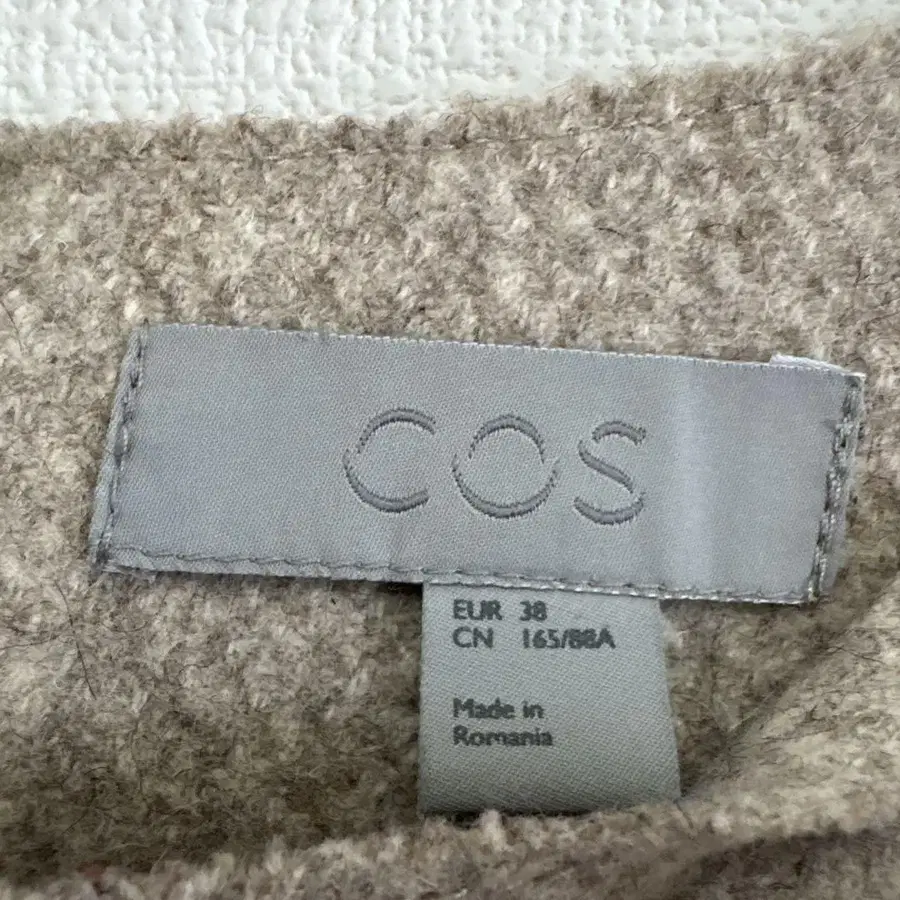 COS
EUR 38
CN 165/88A
Made in
Romania